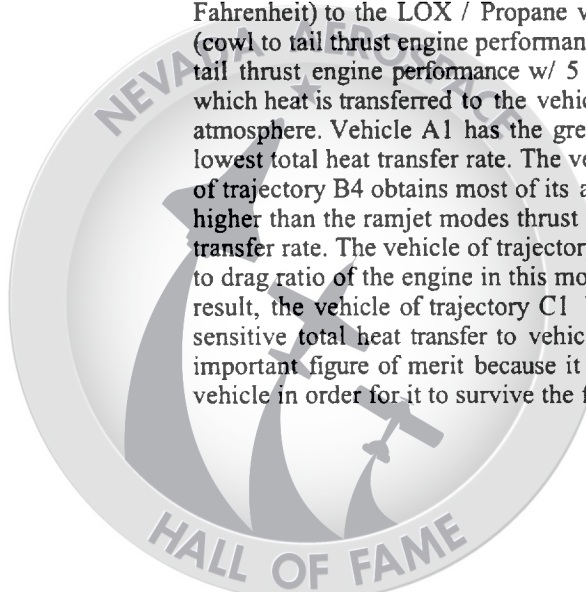 Fahrenheit) to the LOX / Propane v
(cowl to tail thrust engine performan
tail thrust engine performance w/ 5
which heat is transferred to the vehic
atmosphere. Vehicle A1 has the gre
lowest total heat transfer rate. The ve
of trajectory B4 obtains most of its a
higher than the ramjet modes thrust
transfer rate. The vehicle of trajector
to drag ratio of the engine in this mo
result, the vehicle of trajectory C1
sensitive total heat transfer to vehic
important figure of merit because it
vehicle in order for it to survive the f
NEVADA AEROSPACE
HALL OF FAME